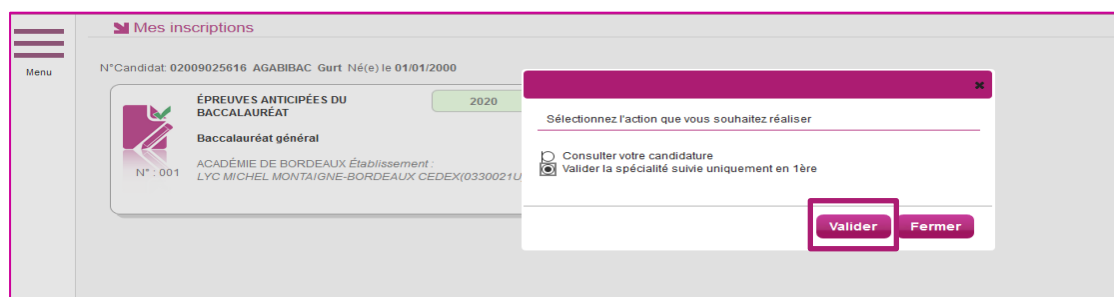 Mes inscriptions
Menu
N°Candidat: 02009025616 AGABIBAC Gurt Né(e) le 01/01/2000
ÉPREUVES ANTICIPÉES DU
BACCALAURÉAT
2020
Baccalauréat général
ACADÉMIE DE BORDEAUX Établissement :
LYC MICHEL MONTAIGNE-BORDEAUX CEDEX(0330021U
N° : 001
Sélectionnez l'action que vous souhaitez réaliser
Consulter votre candidature
Valider la spécialité suivie uniquement en 1ère
Valider
Fermer